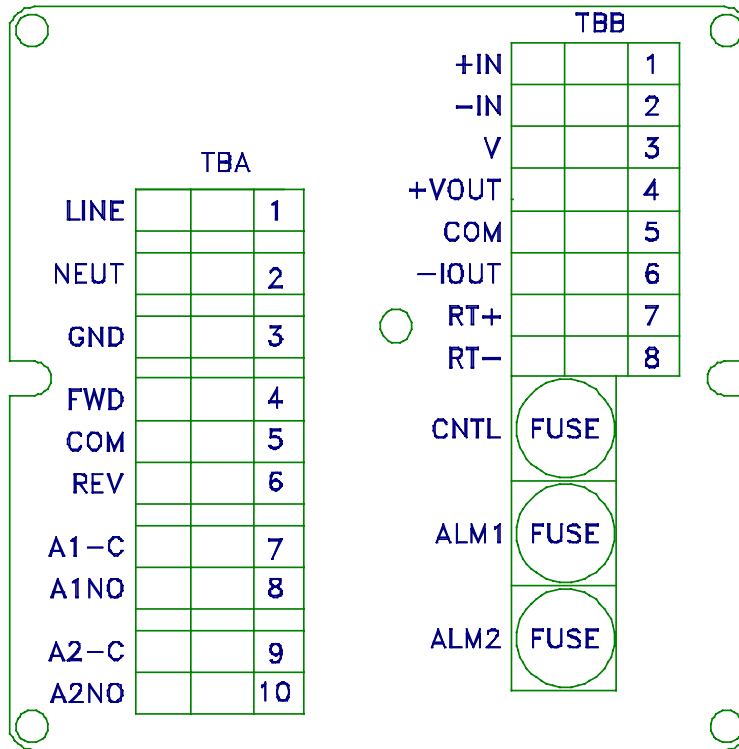 TBA
LINE 1
NEUT 2
GND 3
FWD 4
COM 5
REV 6
A1-C 7
A1NO 8
A2-C 9
A2NO 10
TBB
+IN 1
-IN 2
V 3
+VOUT 4
COM 5
-IOUT 6
RT+ 7
RT- 8
CNTL FUSE
ALM1 FUSE
ALM2 FUSE